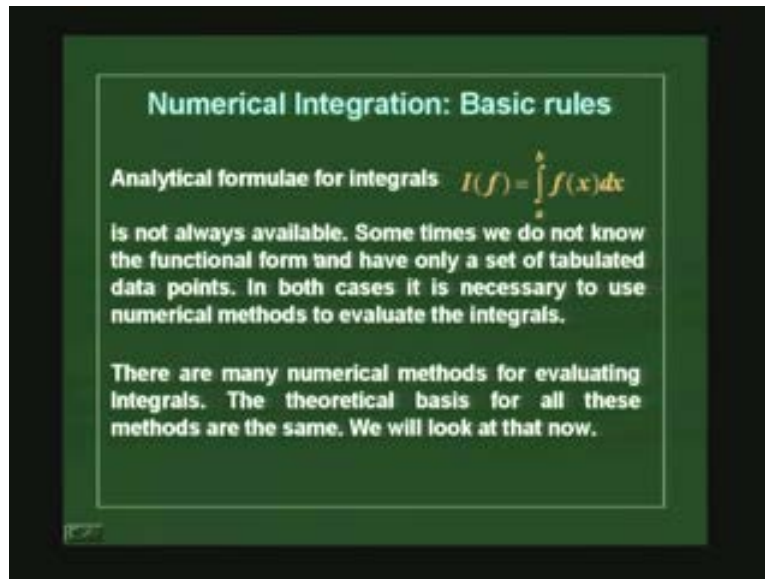 Numerical Integration: Basic rules
Analytical formulae for integrals I(f) = ∫_a^b f(x)dx
is not always available. Some times we do not know
the functional form and have only a set of tabulated
data points. In both cases it is necessary to use
numerical methods to evaluate the integrals.
There are many numerical methods for evaluating
Integrals. The theoretical basis for all these
methods are the same. We will look at that now.